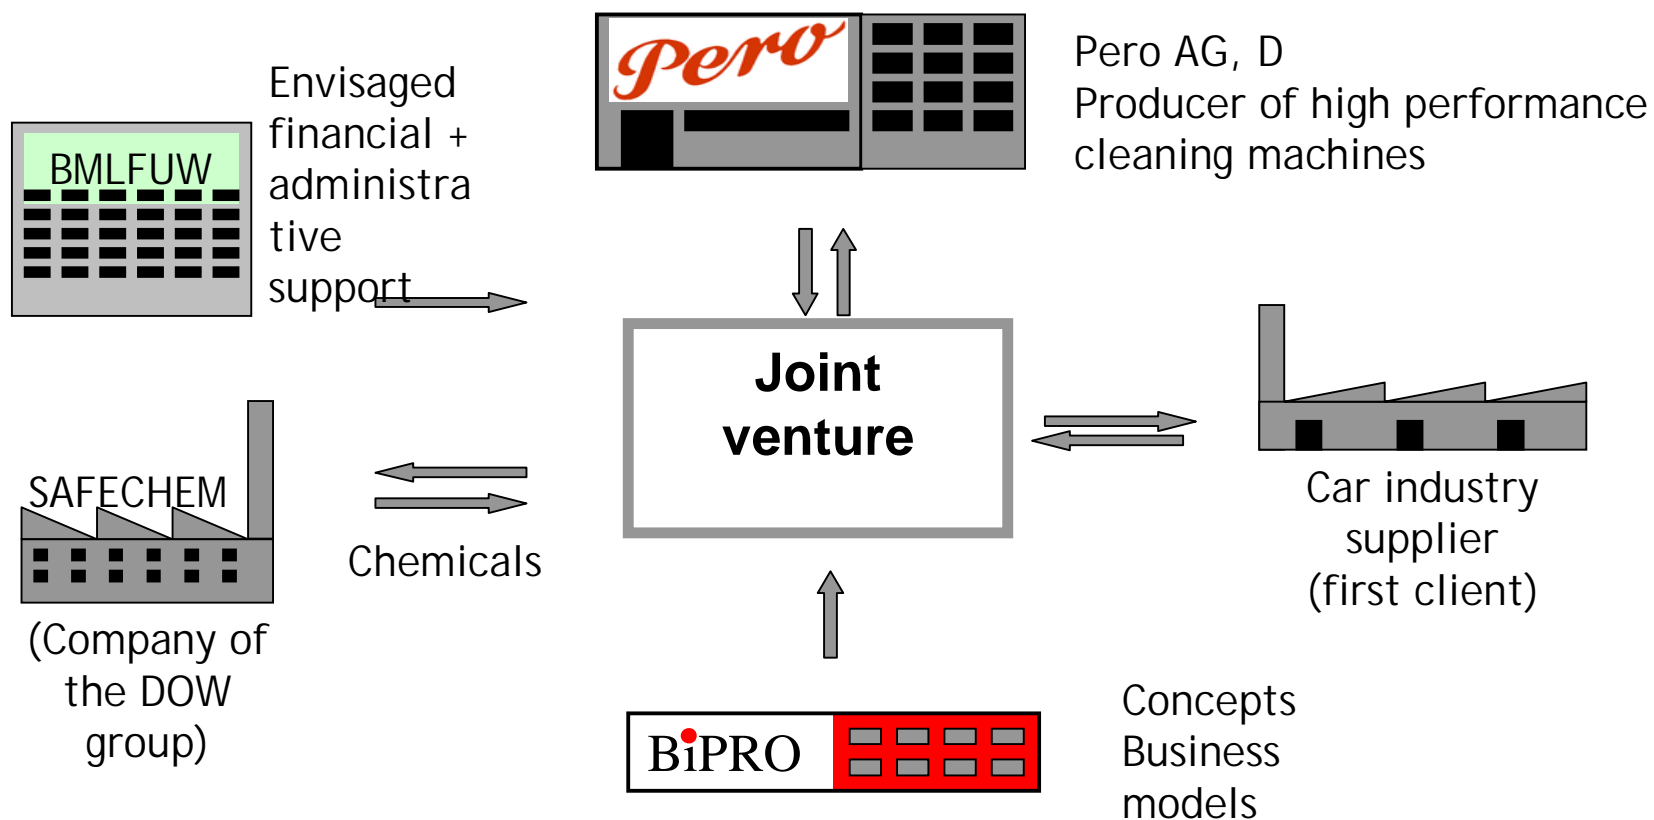 Pero
Pero AG, D
Producer of high performance
cleaning machines
Envisaged
financial +
administra
tive
support
BMLFUW
Joint
venture
SAFECHEM
Chemicals
(Company of
the DOW
group)
Car industry
supplier
(first client)
BiPRO
Concepts
Business
models